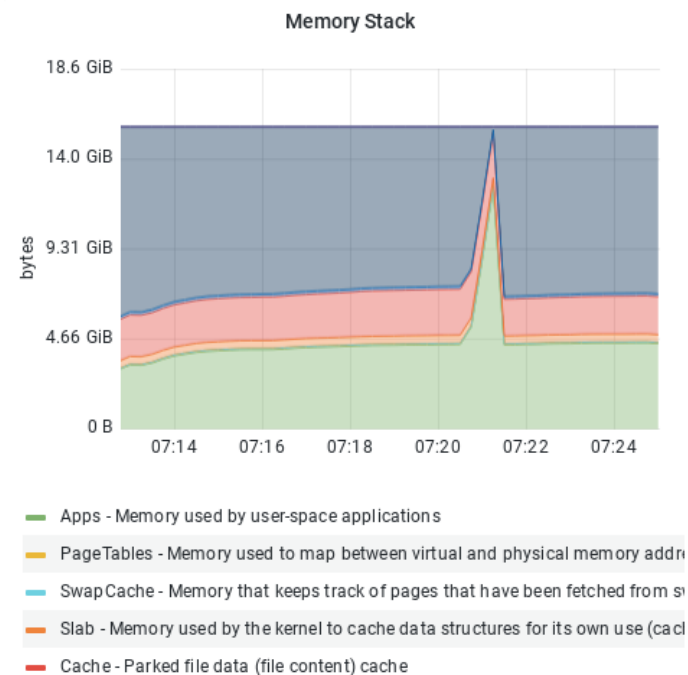 Memory Stack
18.6 GiB
14.0 GiB
9.31 GiB
4.66 GiB
0 B
bytes
07:14 07:16 07:18 07:20 07:22 07:24
Apps - Memory used by user-space applications
PageTables - Memory used to map between virtual and physical memory addre
SwapCache - Memory that keeps track of pages that have been fetched from
Slab - Memory used by the kernel to cache data structures for its own use (cac
Cache - Parked file data (file content) cache